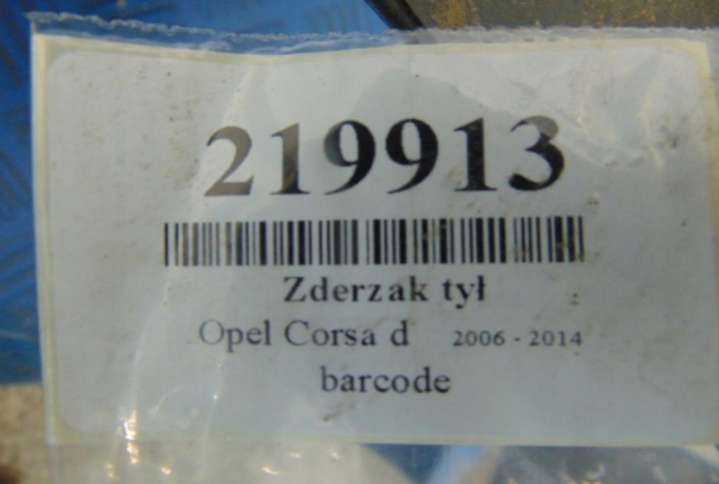 219913
Zderzak tył
Opel Corsa d 2006 - 2014
barcode